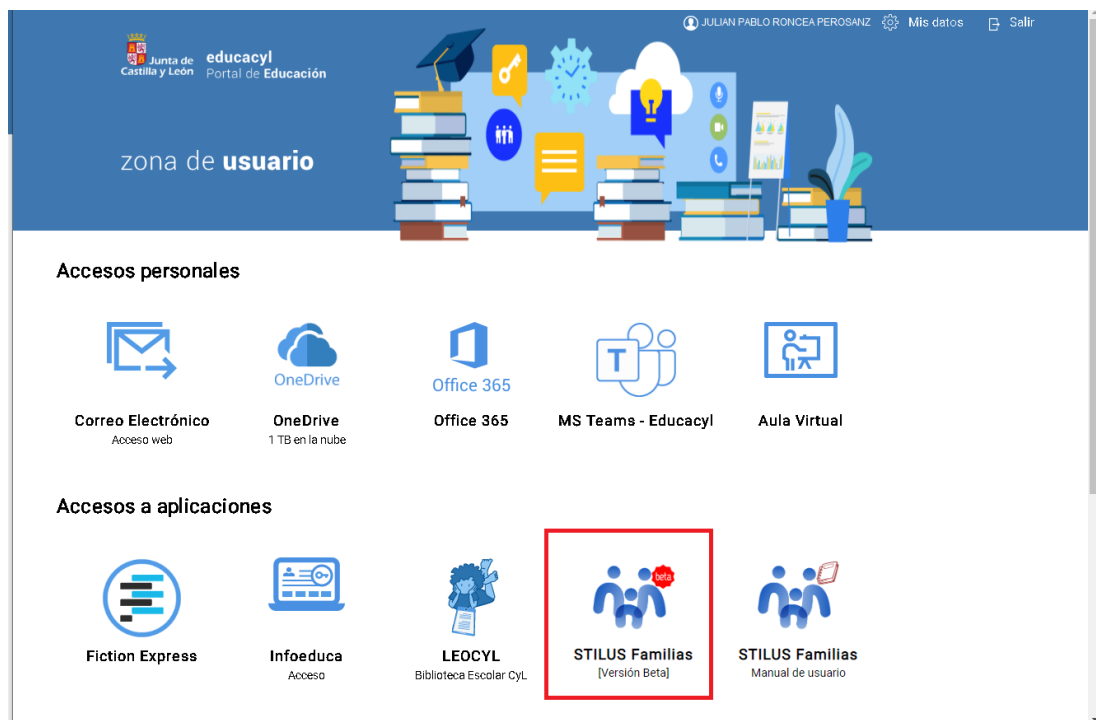 JULIAN PABLO RONCEA PEROSANZ Mis datos Salir
Junta de
Castilla y León
educacyl
Portal de Educación
zona de usuario
Accesos personales
OneDrive
Office 365
T
Correo Electrónico
Acceso web
OneDrive
1 TB en la nube
Office 365
MS Teams - Educacyl
Aula Virtual
Accesos a aplicaciones
beta
Fiction Express
Infoeduca
Acceso
LEOCYL
Biblioteca Escolar CyL
STILUS Familias
[Versión Beta]
STILUS Familias
Manual de usuario